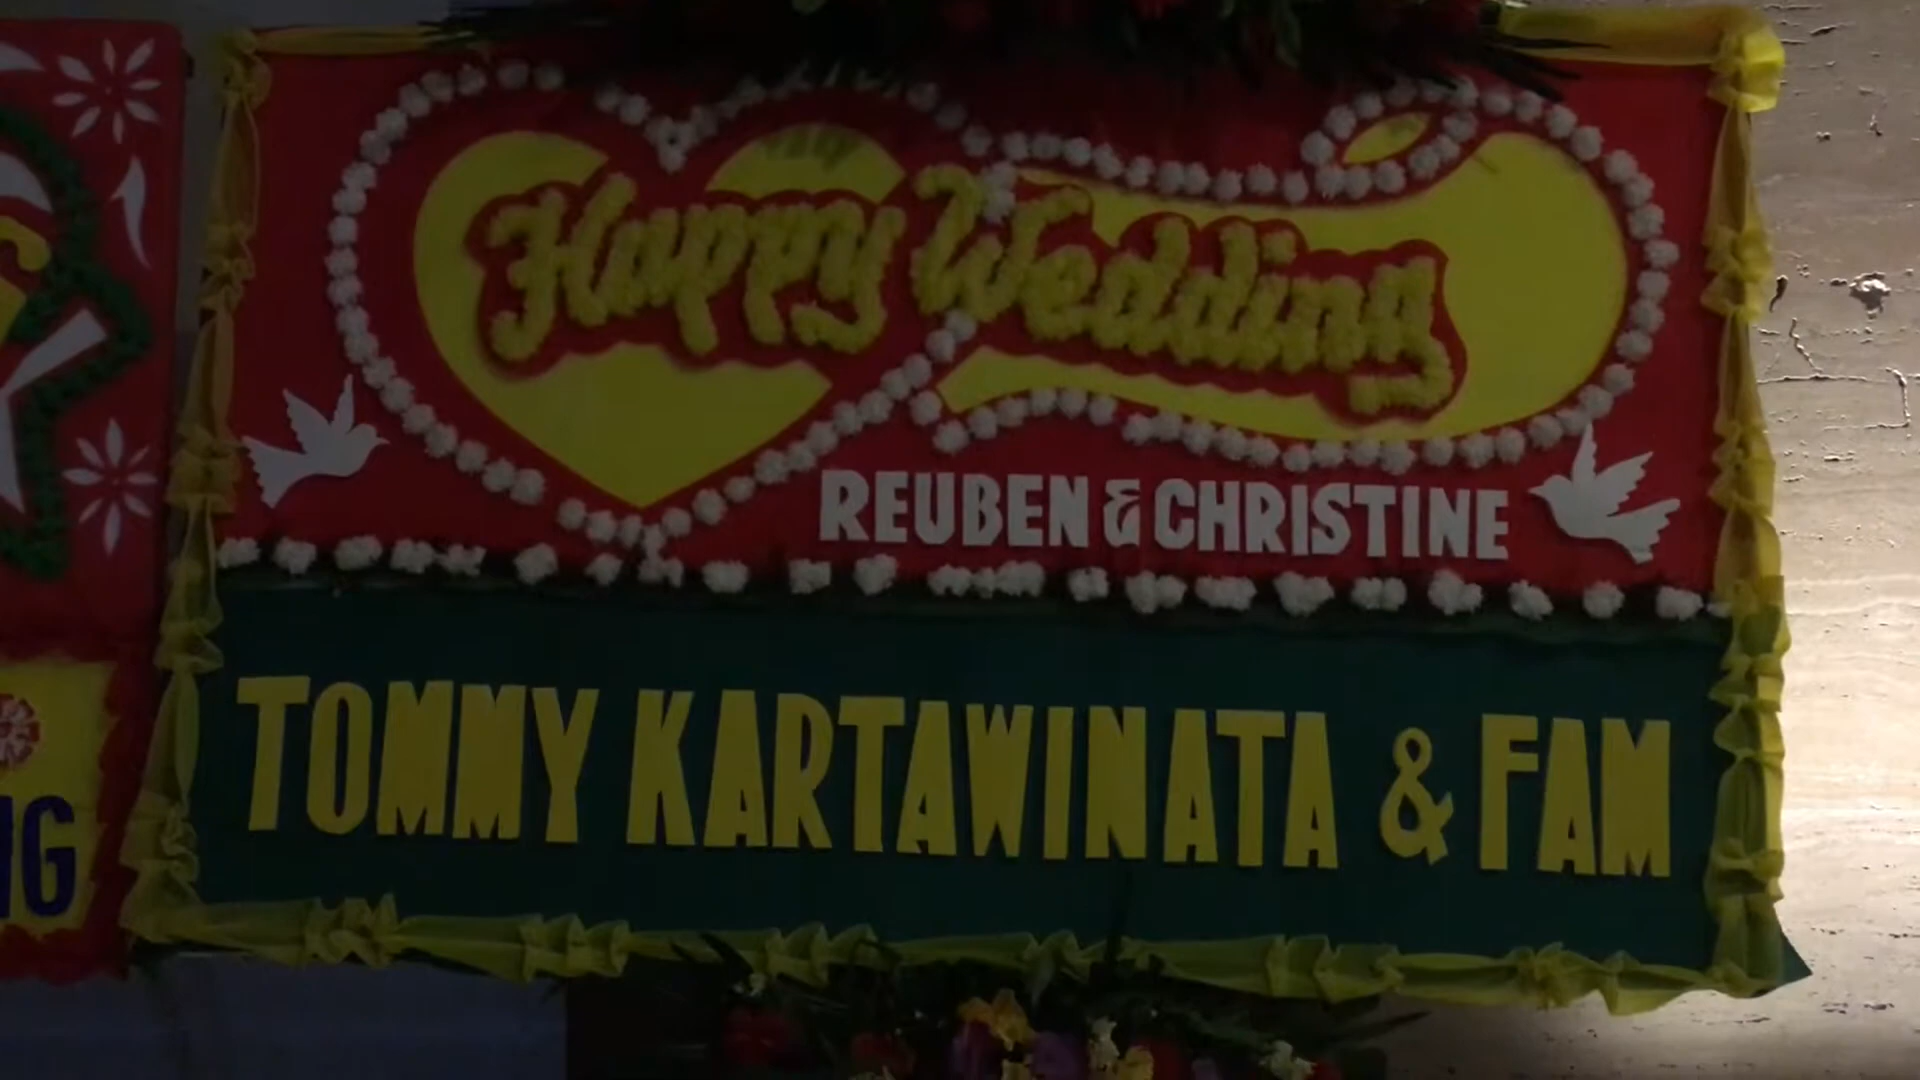 Happy Wedding
REUBEN & CHRISTINE
TOMMY KARTAWINATA & FAM